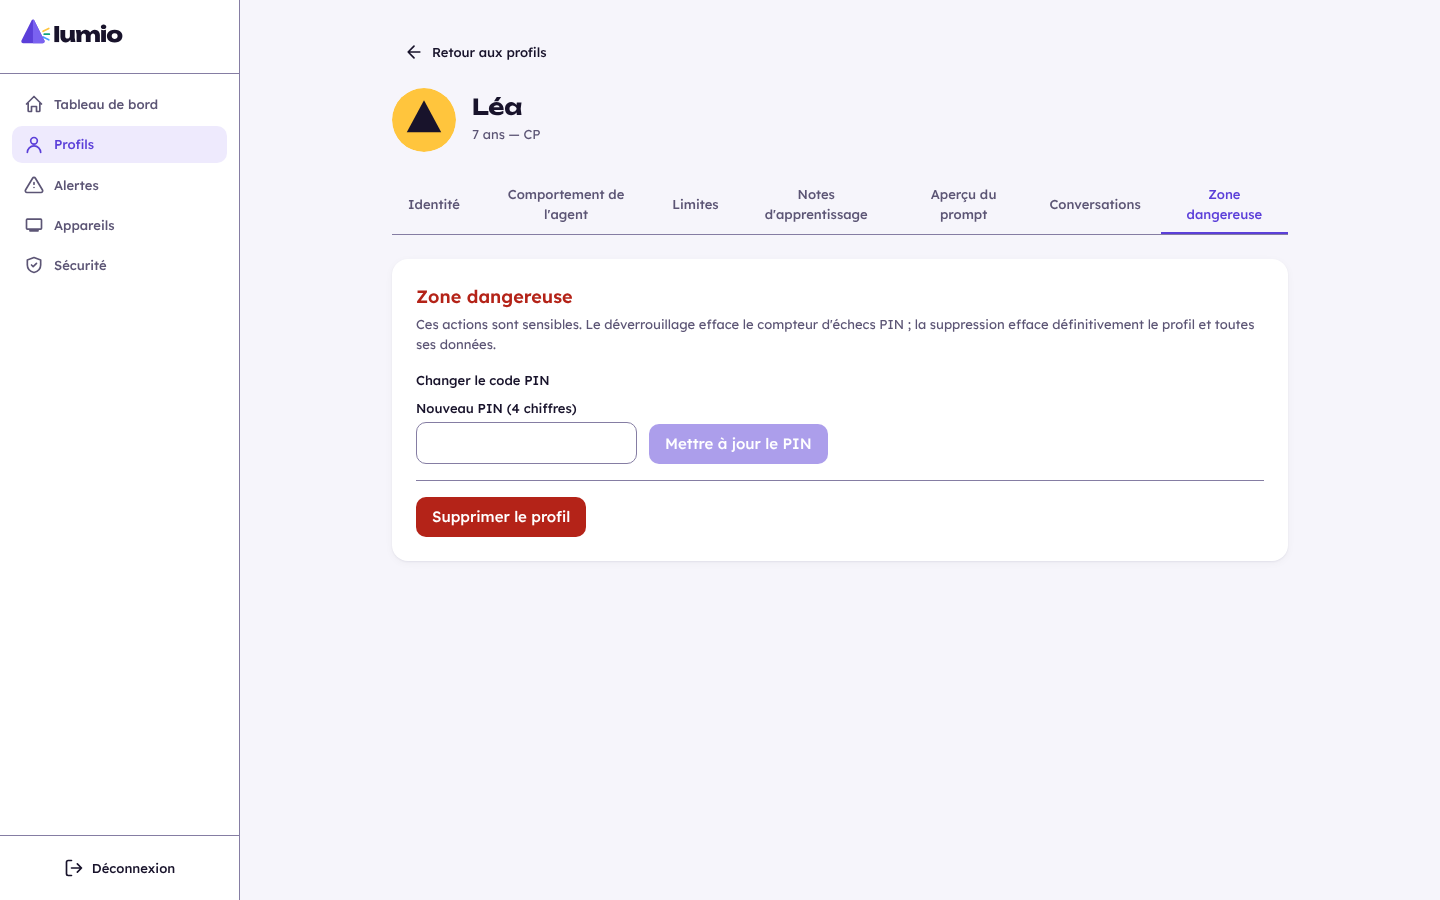 lumio
Tableau de bord
Profils
Alertes
Appareils
Sécurité
Déconnexion
Retour aux profils
Léa
7 ans — CP
Identité
Comportement de
l'agent
Limites
Notes
d'apprentissage
Aperçu du
prompt
Conversations
Zone
dangereuse
Zone dangereuse
Ces actions sont sensibles. Le déverrouillage efface le compteur d'échecs PIN ; la suppression efface définitivement le profil et toutes
ses données.
Changer le code PIN
Nouveau PIN (4 chiffres)
Mettre à jour le PIN
Supprimer le profil